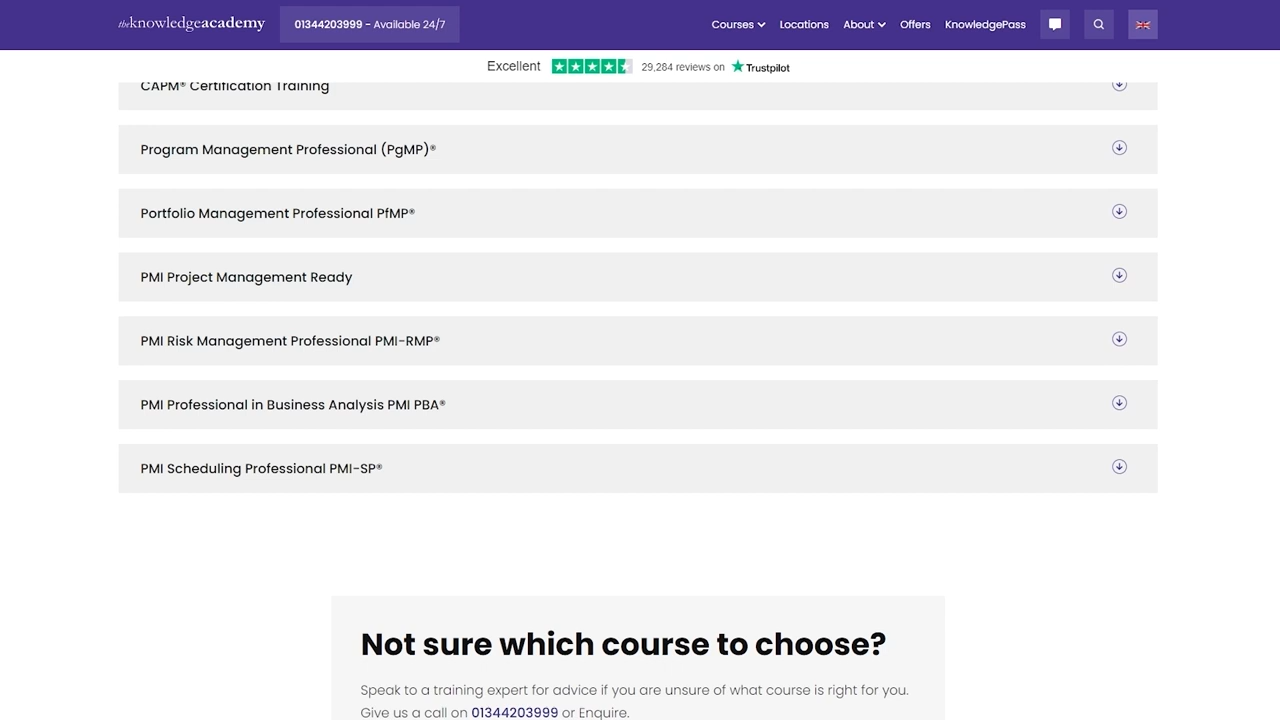 theknowledgeacademy
01344203999 - Available 24/7
Courses
Locations
About
Offers
KnowledgePass
Excellent
29,284 reviews on
Trustpilot
CAPM® Certification Training
Program Management Professional (PgMP)®
Portfolio Management Professional PfMP®
PMI Project Management Ready
PMI Risk Management Professional PMI-RMP®
PMI Professional in Business Analysis PMI PBA®
PMI Scheduling Professional PMI-SP®
Not sure which course to choose?
Speak to a training expert for advice if you are unsure of what course is right for you.
Give us a call on 01344203999 or Enquire.